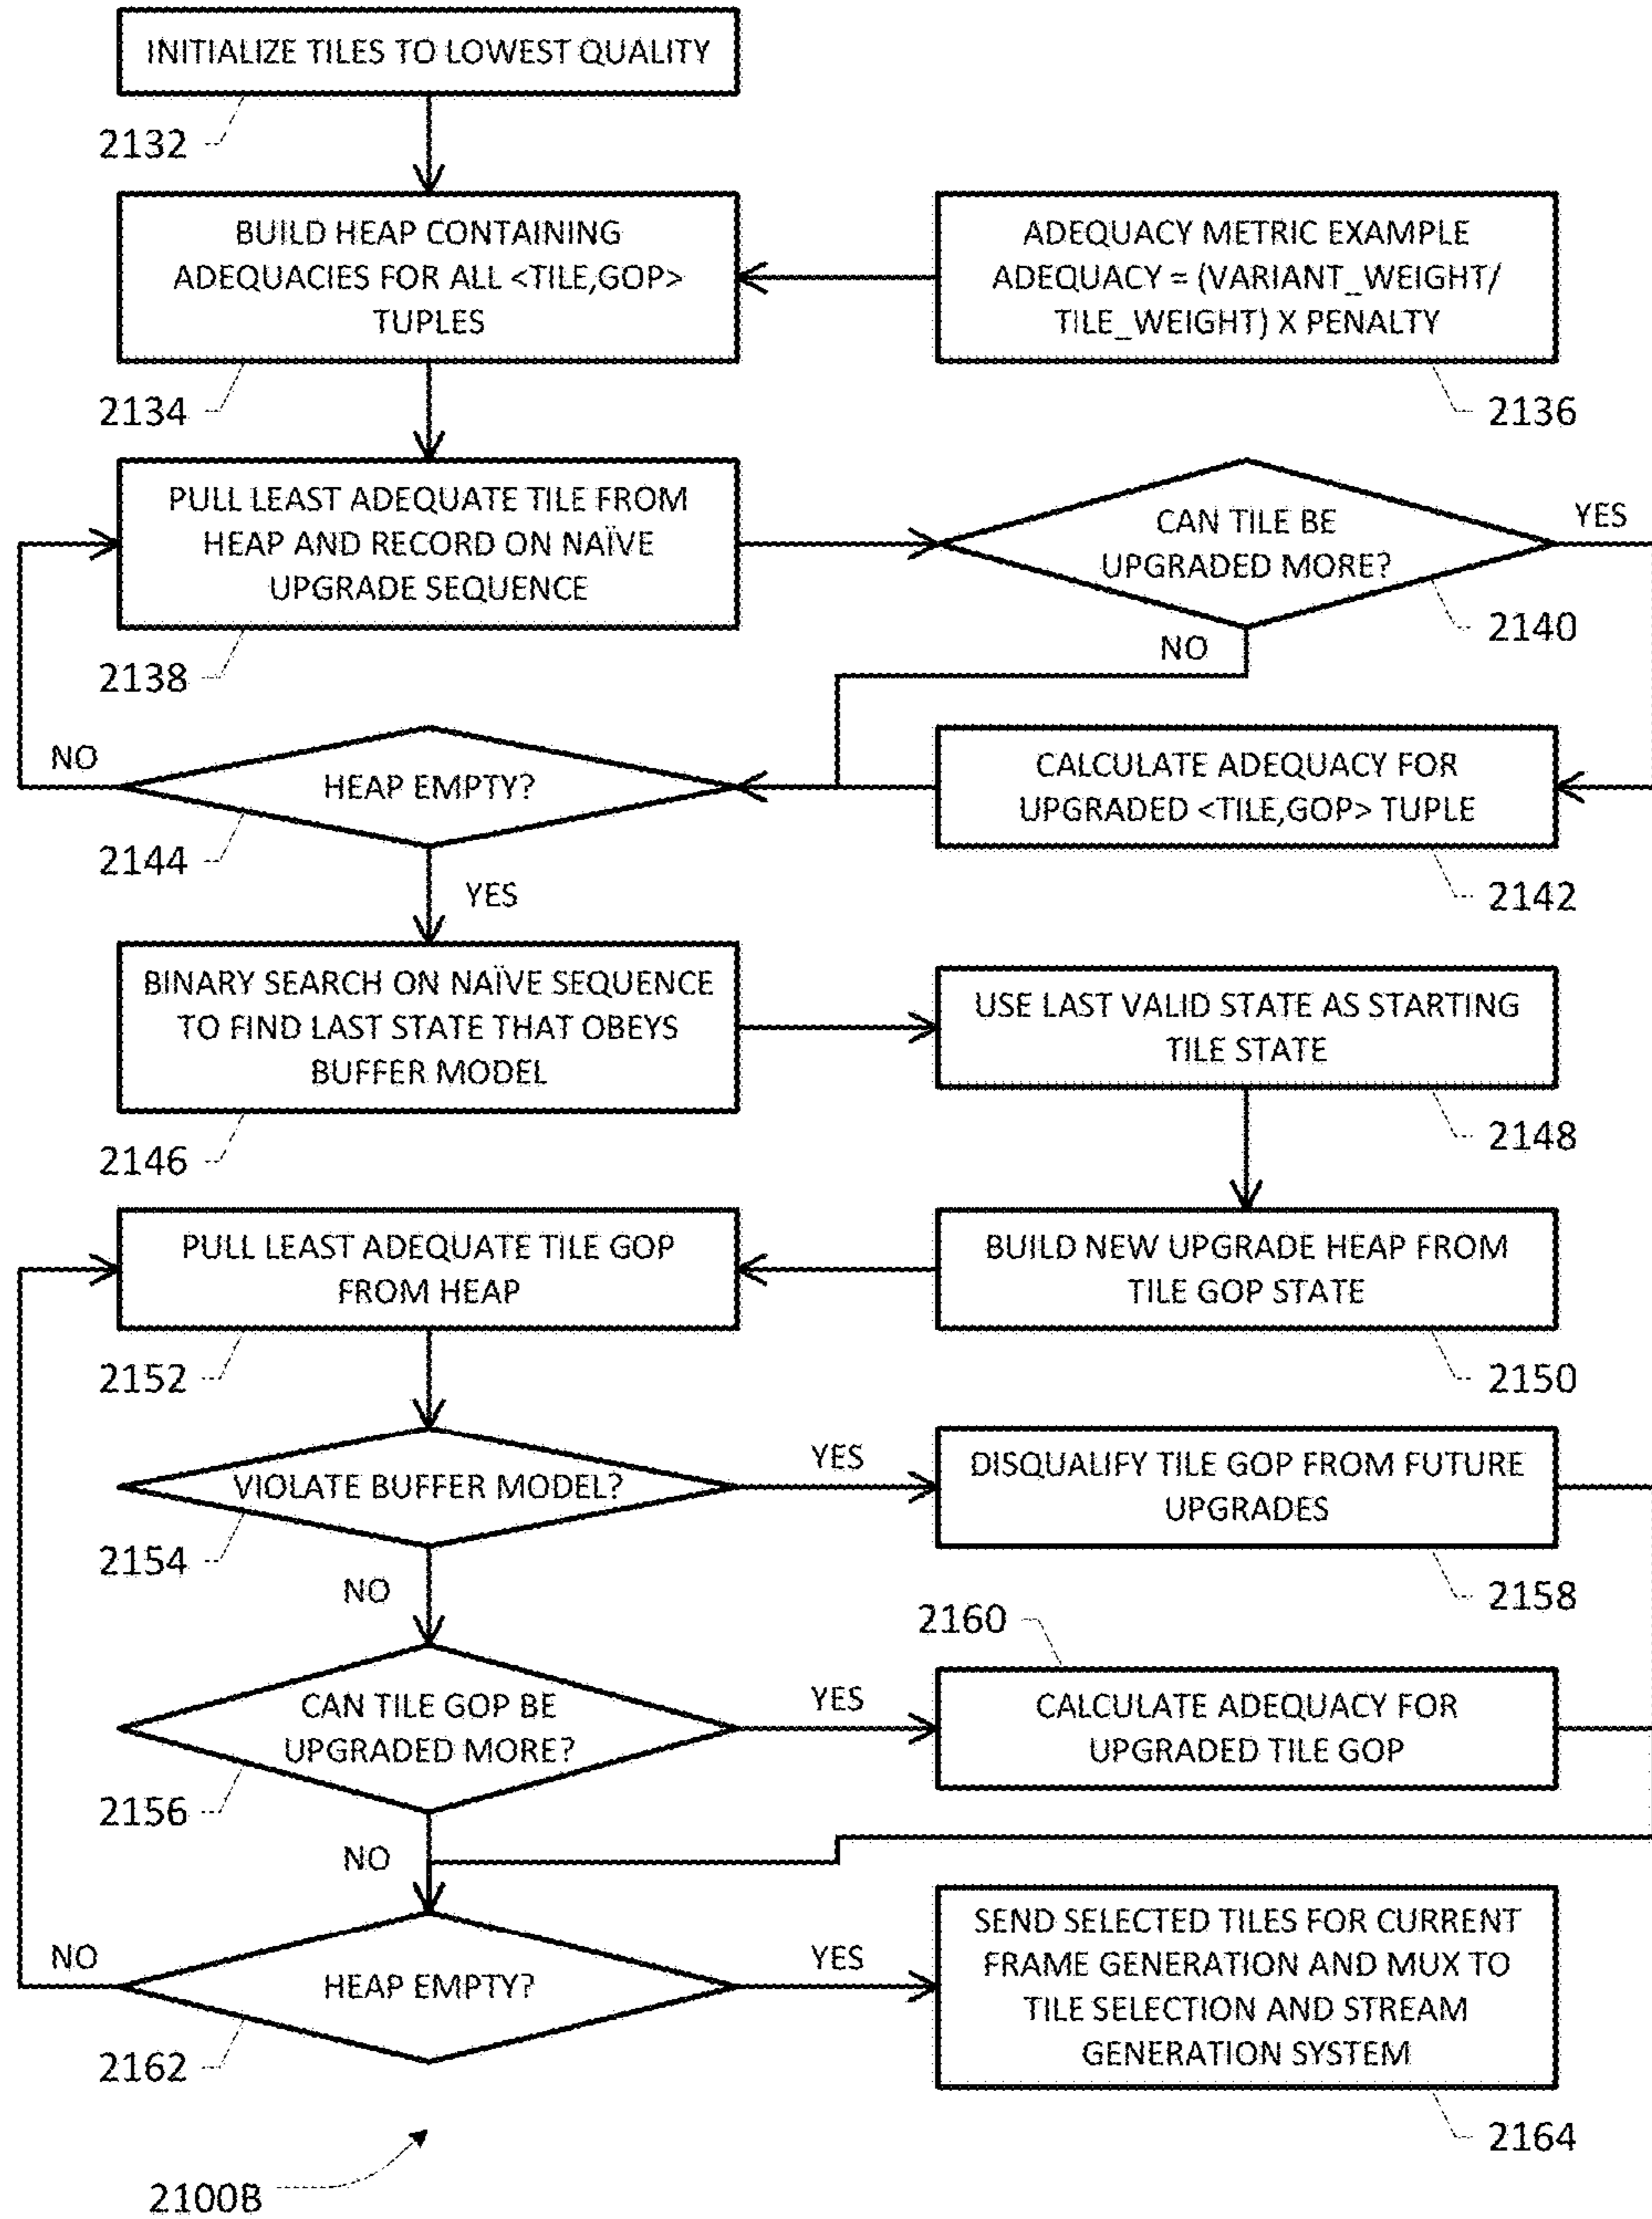 INITIALIZE TILES TO LOWEST QUALITY
2132
BUILD HEAP CONTAINING
ADEQUACIES FOR ALL <TILE,GOP>
TUPLES
2134
ADEQUACY METRIC EXAMPLE
ADEQUACY = (VARIANT_WEIGHT/
TILE_WEIGHT) X PENALTY
2136
PULL LEAST ADEQUATE TILE FROM
HEAP AND RECORD ON NAÏVE
UPGRADE SEQUENCE
2138
CAN TILE BE
UPGRADED MORE?
YES
2140
NO
NO
HEAP EMPTY?
2144
YES
CALCULATE ADEQUACY FOR
UPGRADED <TILE,GOP> TUPLE
2142
BINARY SEARCH ON NAÏVE SEQUENCE
TO FIND LAST STATE THAT OBEYS
BUFFER MODEL
2146
USE LAST VALID STATE AS STARTING
TILE STATE
2148
PULL LEAST ADEQUATE TILE GOP
FROM HEAP
2152
BUILD NEW UPGRADE HEAP FROM
TILE GOP STATE
2150
VIOLATE BUFFER MODEL?
YES
2154
NO
DISQUALIFY TILE GOP FROM FUTURE
UPGRADES
2158
2160
CAN TILE GOP BE
UPGRADED MORE?
YES
2156
NO
CALCULATE ADEQUACY FOR
UPGRADED TILE GOP
NO
HEAP EMPTY?
YES
2162
SEND SELECTED TILES FOR CURRENT
FRAME GENERATION AND MUX TO
TILE SELECTION AND STREAM
GENERATION SYSTEM
2164
2100B